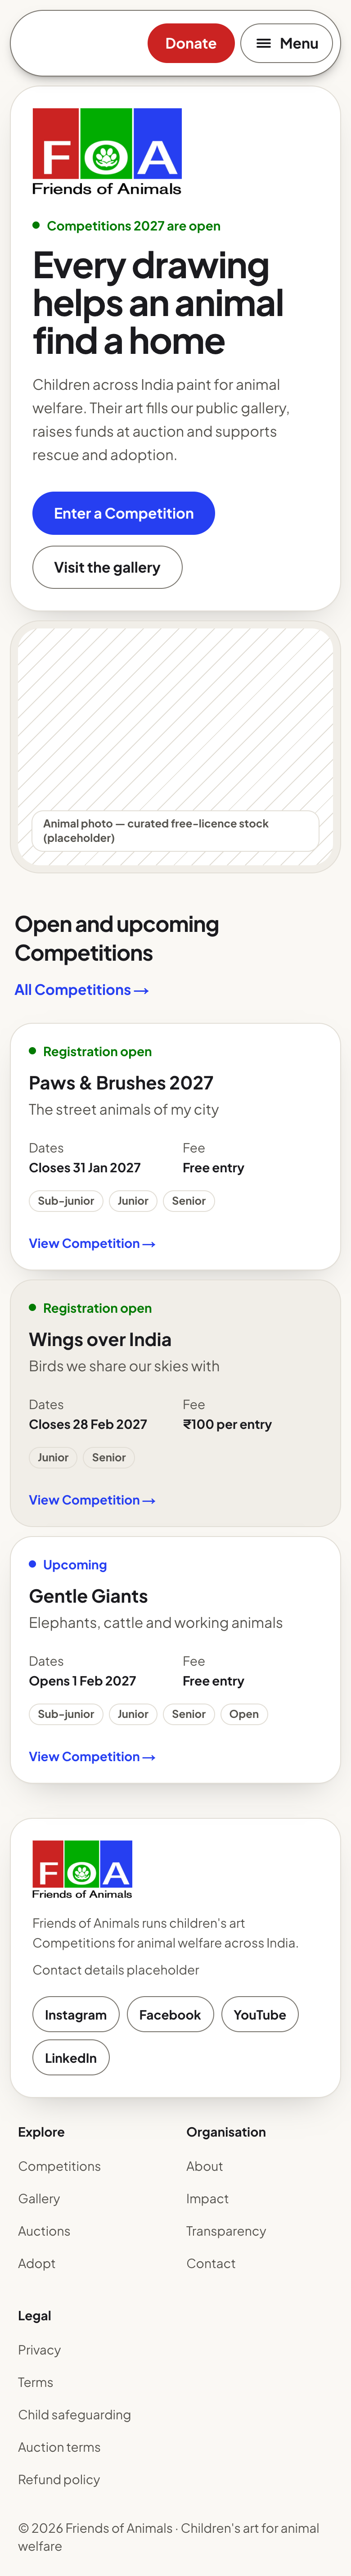 Donate
Menu
FOA
Friends of Animals
Competitions 2027 are open
Every drawing
helps an animal
find a home
Children across India paint for animal
welfare. Their art fills our public gallery,
raises funds at auction and supports
rescue and adoption.
Enter a Competition
Visit the gallery
Animal photo — curated free-licence stock
(placeholder)
Open and upcoming
Competitions
All Competitions →
Registration open
Paws & Brushes 2027
The street animals of my city
Dates Fee
Closes 31 Jan 2027 Free entry
Sub-junior Junior Senior
View Competition →
Registration open
Wings over India
Birds we share our skies with
Dates Fee
Closes 28 Feb 2027 ₹100 per entry
Junior Senior
View Competition →
Upcoming
Gentle Giants
Elephants, cattle and working animals
Dates Fee
Opens 1 Feb 2027 Free entry
Sub-junior Junior Senior Open
View Competition →
FOA
Friends of Animals
Friends of Animals runs children's art
Competitions for animal welfare across India.
Contact details placeholder
Instagram Facebook YouTube
LinkedIn
Explore Organisation
Competitions About
Gallery Impact
Auctions Transparency
Adopt Contact
Legal
Privacy
Terms
Child safeguarding
Auction terms
Refund policy
© 2026 Friends of Animals · Children's art for animal
welfare